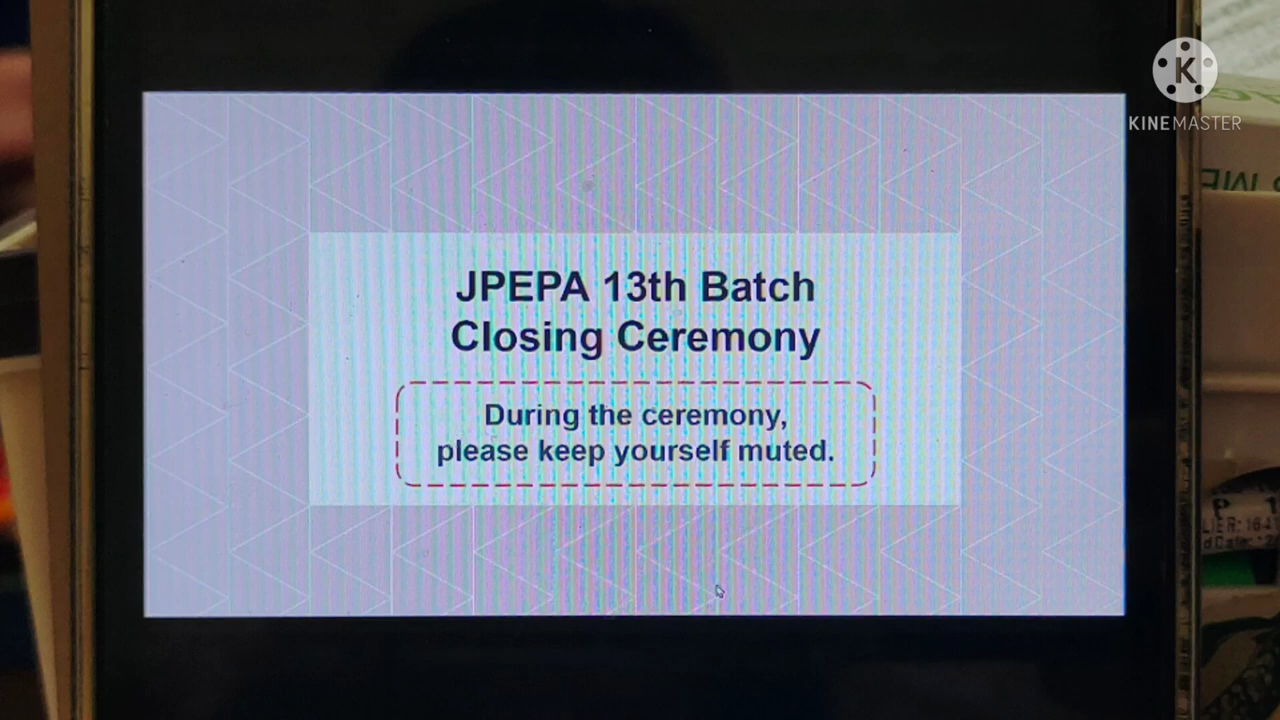 KINEMASTER
JPEPA 13th Batch
Closing Ceremony
During the ceremony,
please keep yourself muted.